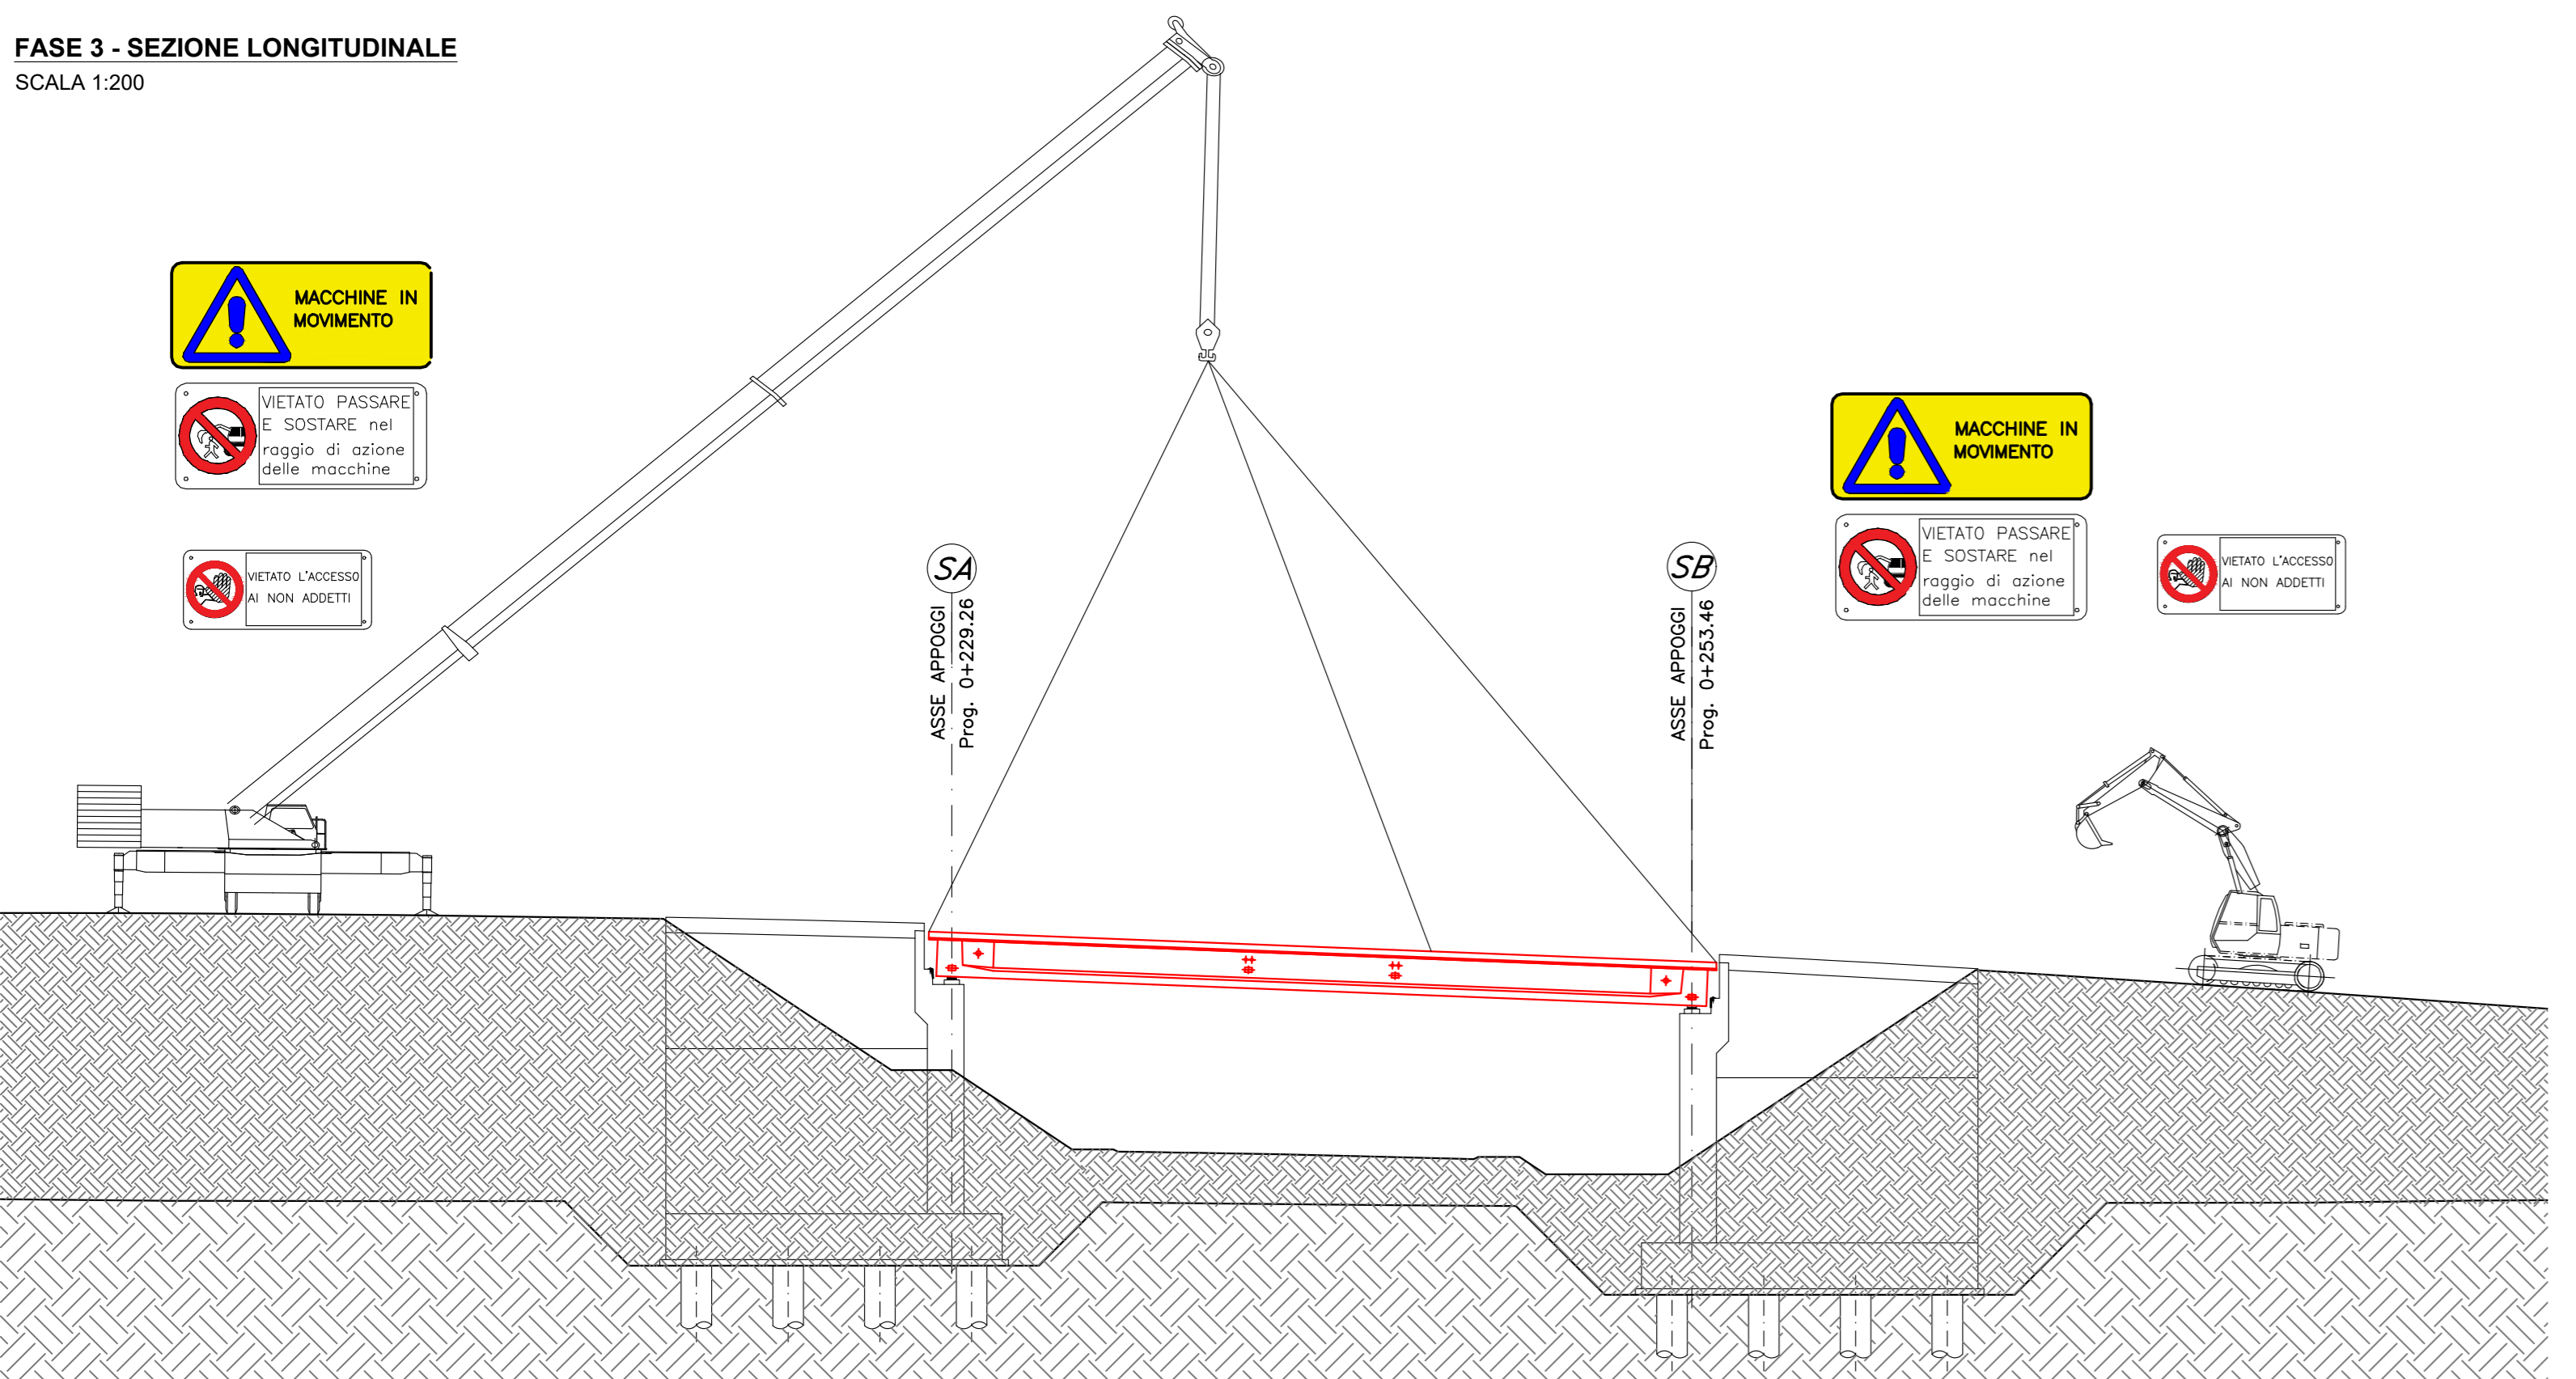 FASE 3 - SEZIONE LONGITUDINALE
SCALA 1:200
MACCHINE IN
MOVIMENTO
VIETATO PASSARE
E SOSTARE nel
raggio di azione
delle macchine
VIETATO L'ACCESSO
AI NON ADDETTI
SA
ASSE APPOGGI
Prog. 0+229.26
SB
ASSE APPOGGI
Prog. 0+253.46
MACCHINE IN
MOVIMENTO
VIETATO PASSARE
E SOSTARE nel
raggio di azione
delle macchine
VIETATO L'ACCESSO
AI NON ADDETTI